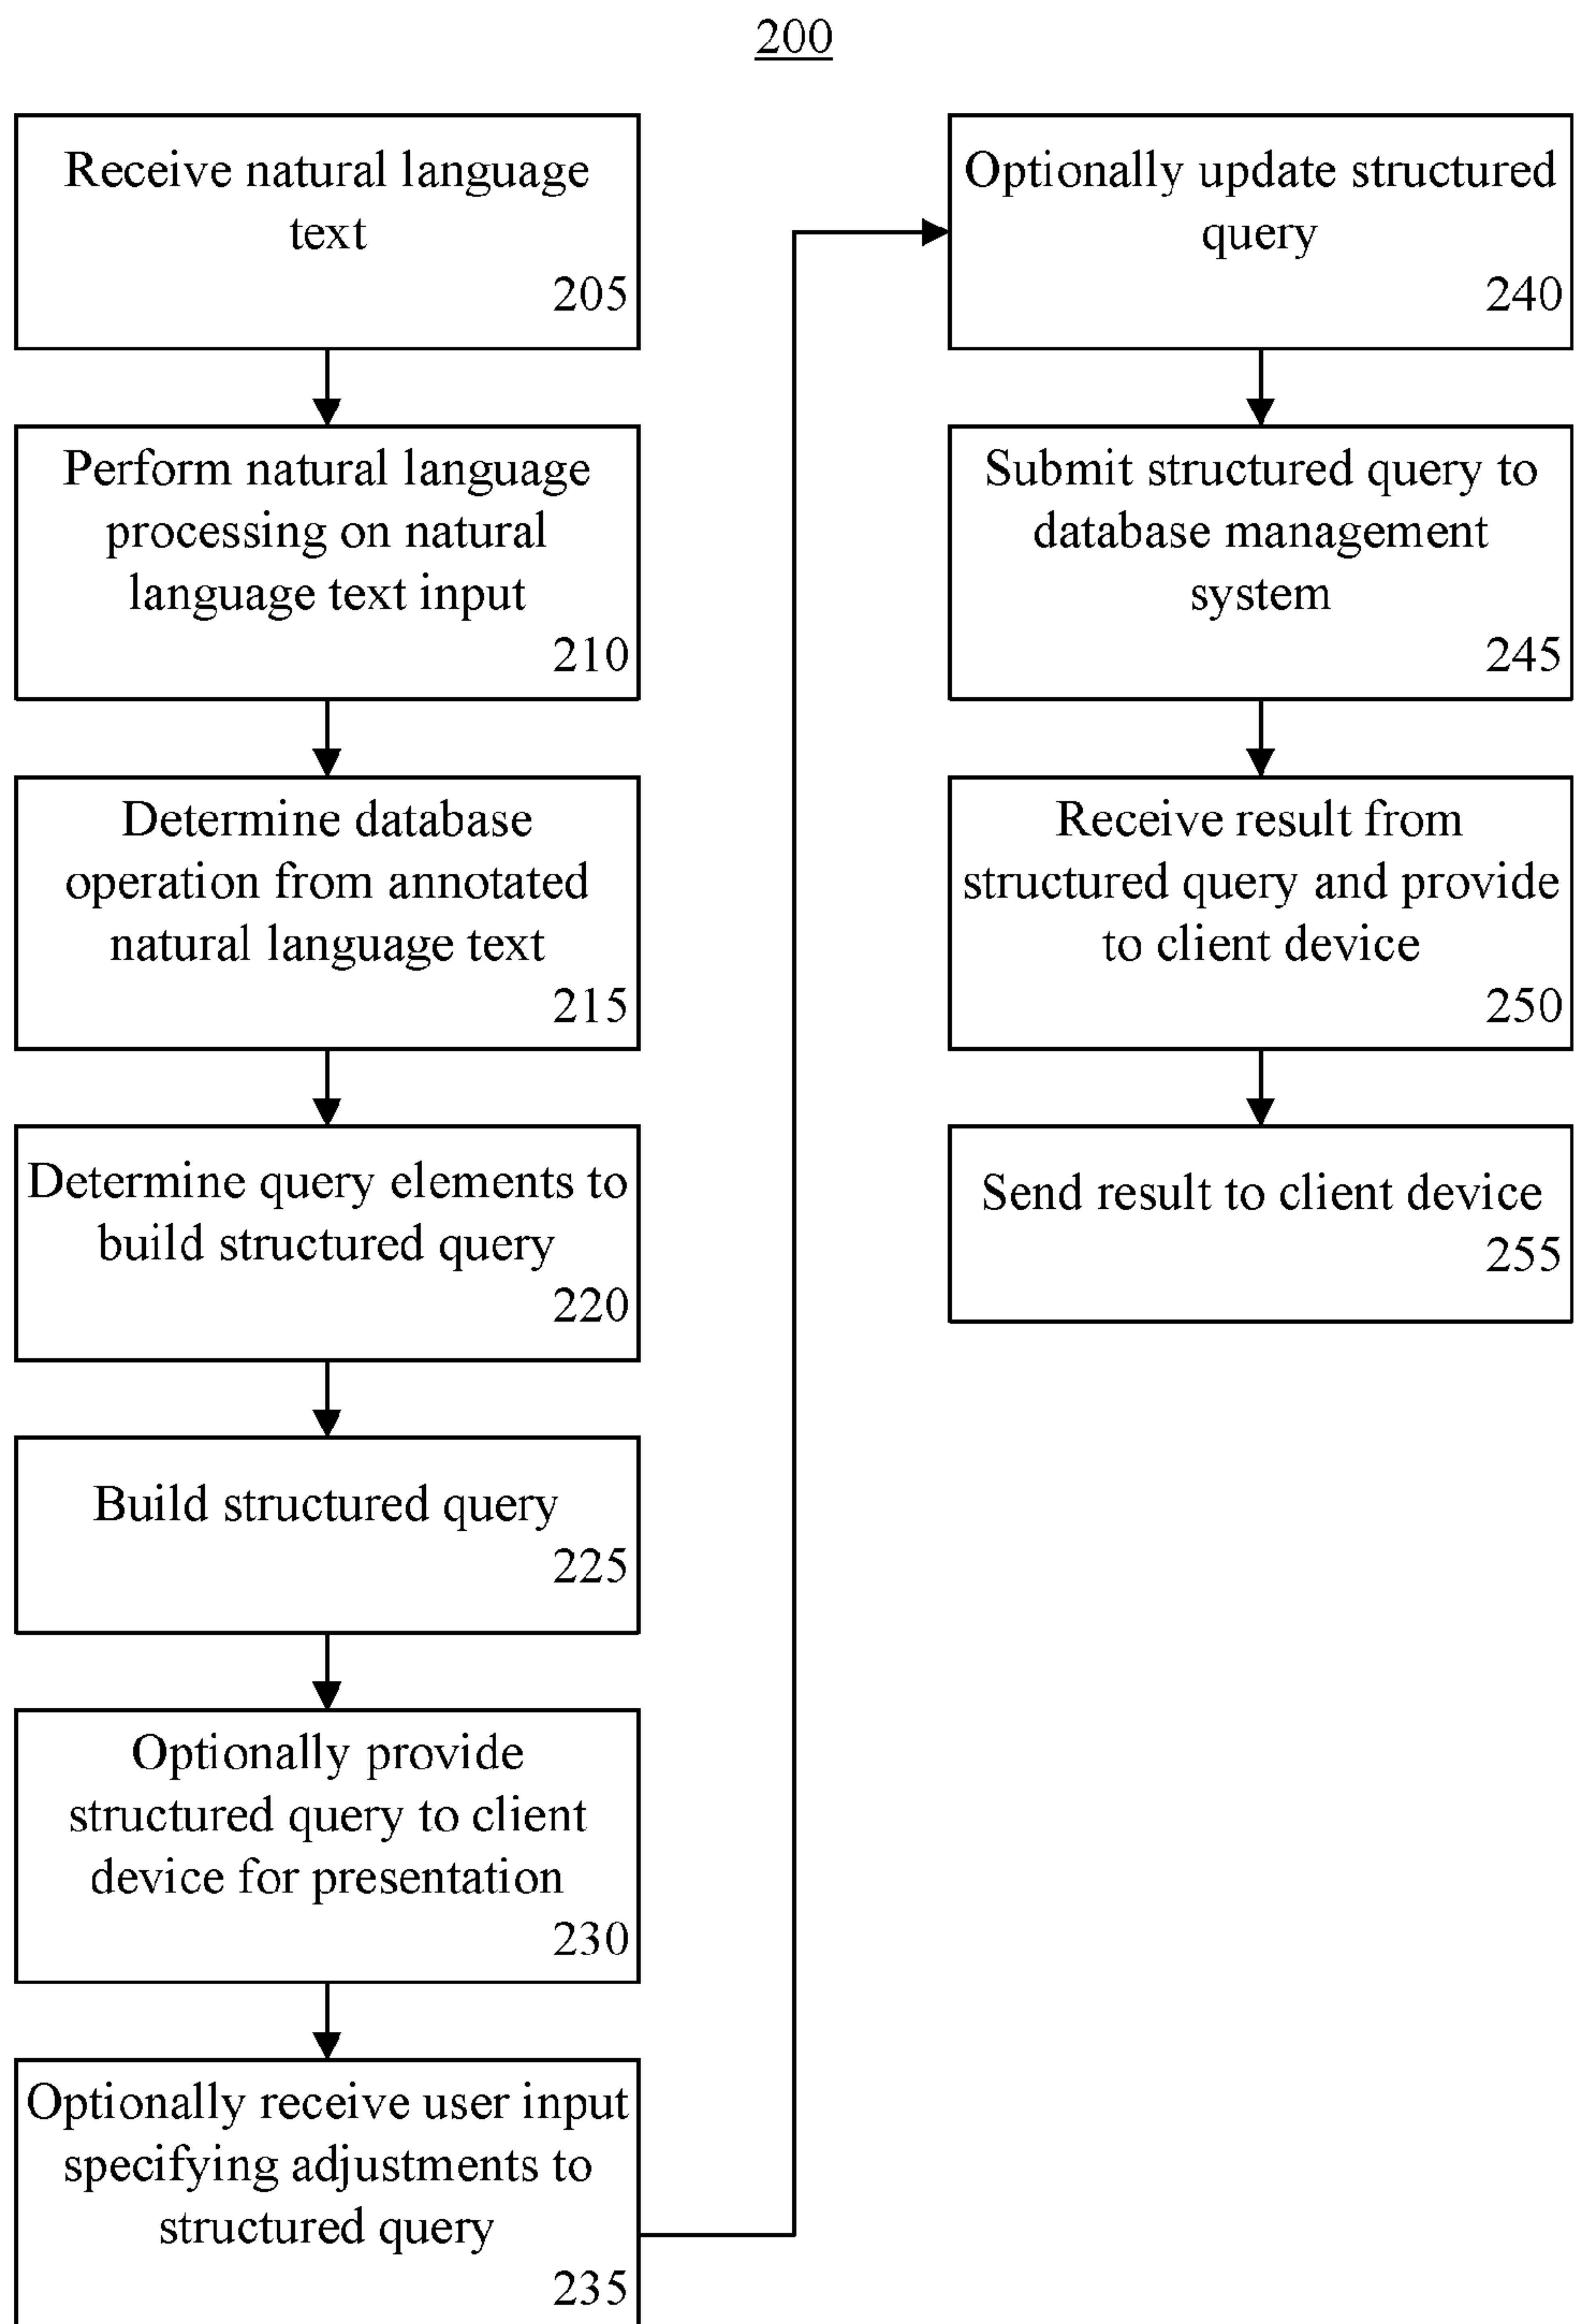 200
Receive natural language
text
205
Perform natural language
processing on natural
language text input
210
Determine database
operation from annotated
natural language text
215
Determine query elements to
build structured query
220
Build structured query
225
Optionally provide
structured query to client
device for presentation
230
Optionally receive user input
specifying adjustments to
structured query
235
Optionally update structured
query
240
Submit structured query to
database management
system
245
Receive result from
structured query and provide
to client device
250
Send result to client device
255